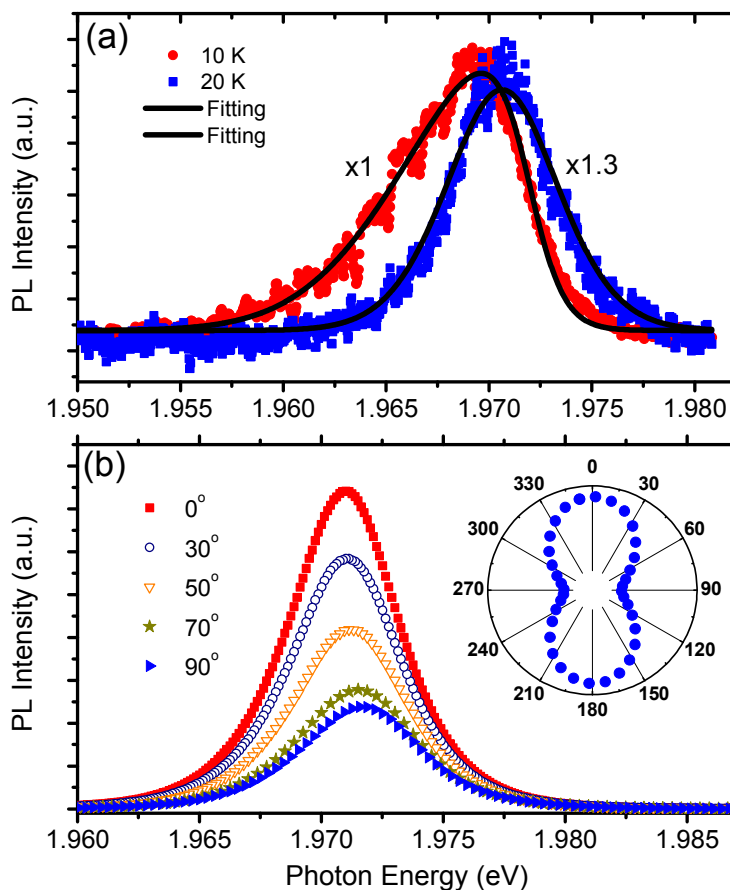 (a)
10 K
20 K
Fitting
Fitting
x1
x1.3
PL Intensity (a.u.)
1.950 1.955 1.960 1.965 1.970 1.975 1.980
(b)
0°
30°
50°
70°
90°
0
330 30
300 60
270 90
240 120
210 150
180
PL Intensity (a.u.)
1.960 1.965 1.970 1.975 1.980 1.985
Photon Energy (eV)